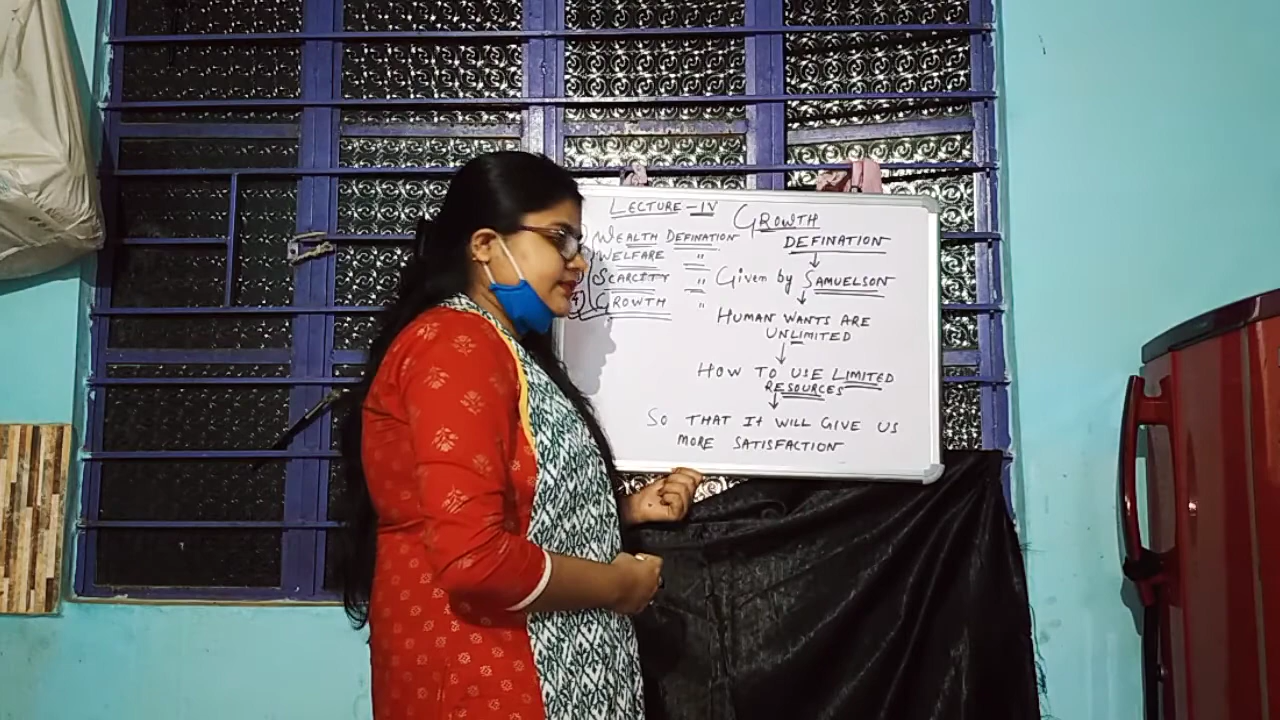 LECTURE-IV
WEALTH DEFINATION
WELFARE "
SCARCITY "
4 GROWTH "
GROWTH
DEFINATION
↓
Given by SAMUELSON
↓
HUMAN WANTS ARE
UNLIMITED
↓
HOW TO USE LIMITED
RESOURCES
↓
SO THAT It WILL GIVE US
MORE SATISFACTION